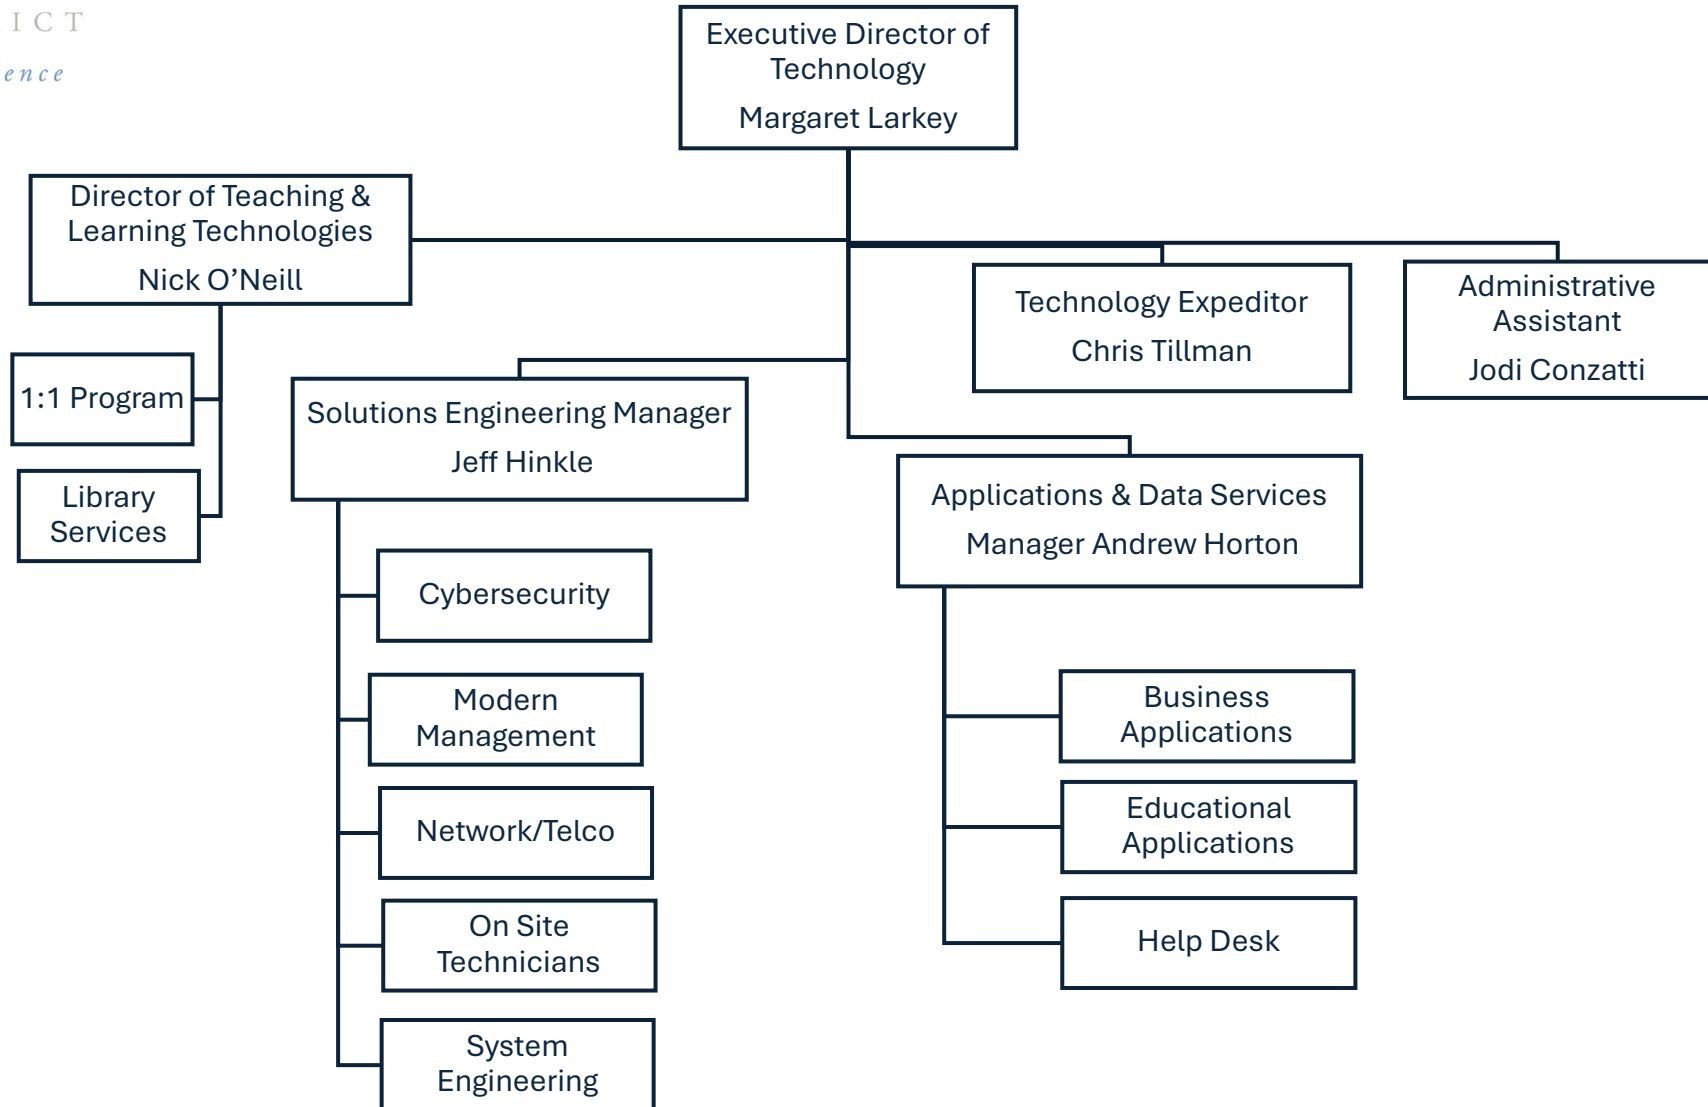 ICT
ence
Executive Director of
Technology
Margaret Larkey
Director of Teaching &
Learning Technologies
Nick O’Neill
1:1 Program
Library
Services
Technology Expeditor
Chris Tillman
Administrative
Assistant
Jodi Conzatti
Solutions Engineering Manager
Jeff Hinkle
Cybersecurity
Modern
Management
Network/Telco
On Site
Technicians
System
Engineering
Applications & Data Services
Manager Andrew Horton
Business
Applications
Educational
Applications
Help Desk